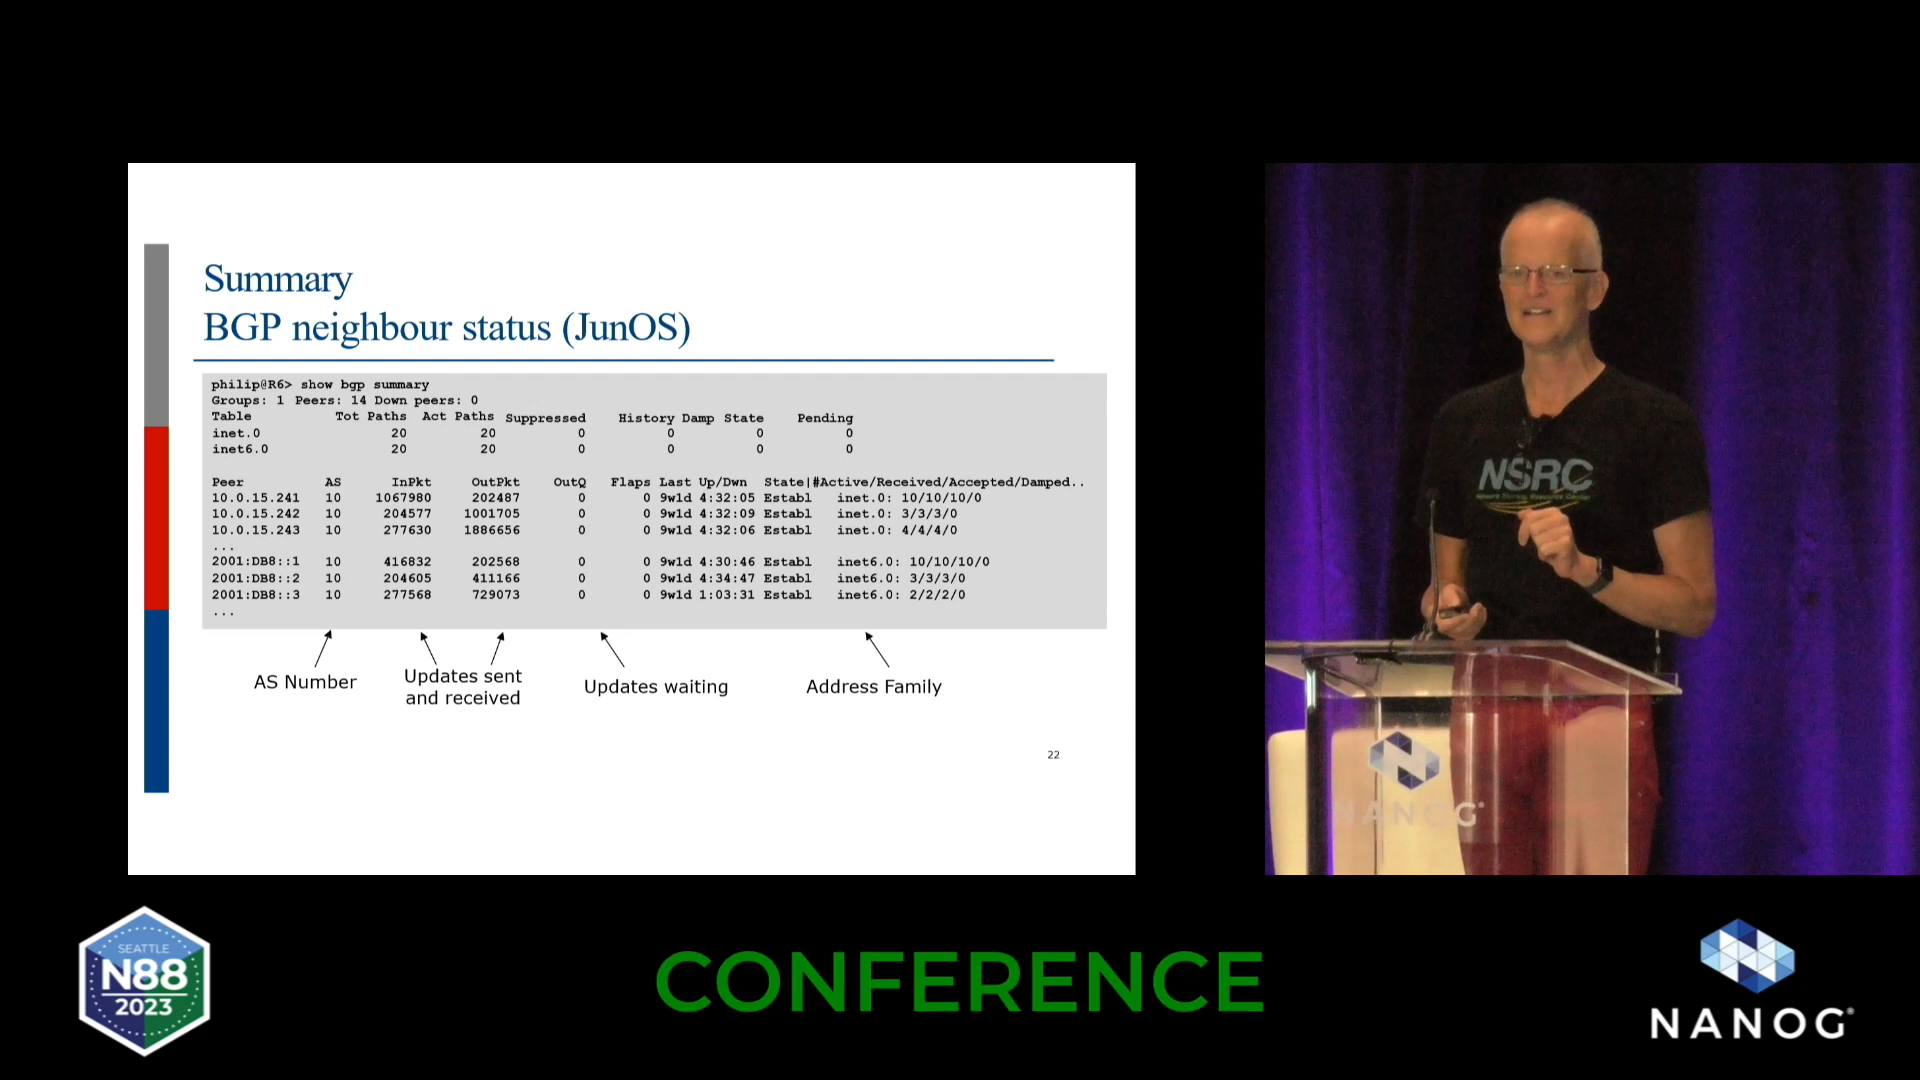 Summary
BGP neighbour status (JunOS)
philip@R6> show bgp summary
Groups: 1 Peers: 14 Down peers: 0
Table Tot Paths Act Paths Suppressed History Damp State Pending
inet.0 20 20 0 0 0 0
inet6.0 20 20 0 0 0 0
Peer AS InPkt OutPkt OutQ Flaps Last Up/Dwn State|#Active/Received/Accepted/Damped..
10.0.15.241 10 1067980 202487 0 0 9w1d 4:32:05 Establ inet.0: 10/10/10/0
10.0.15.242 10 204577 1001705 0 0 9w1d 4:32:09 Establ inet.0: 3/3/3/0
10.0.15.243 10 277630 1886656 0 0 9w1d 4:32:06 Establ inet.0: 4/4/4/0
...
2001:DB8::1 10 416832 202568 0 0 9w1d 4:30:46 Establ inet6.0: 10/10/10/0
2001:DB8::2 10 204605 411166 0 0 9w1d 4:34:47 Establ inet6.0: 3/3/3/0
2001:DB8::3 10 277568 729073 0 0 9w1d 1:03:31 Establ inet6.0: 2/2/2/0
...
AS Number
Updates sent
and received
Updates waiting
Address Family
22
NSRC
NANOG
SEATTLE
N88
2023
CONFERENCE
NANOG®